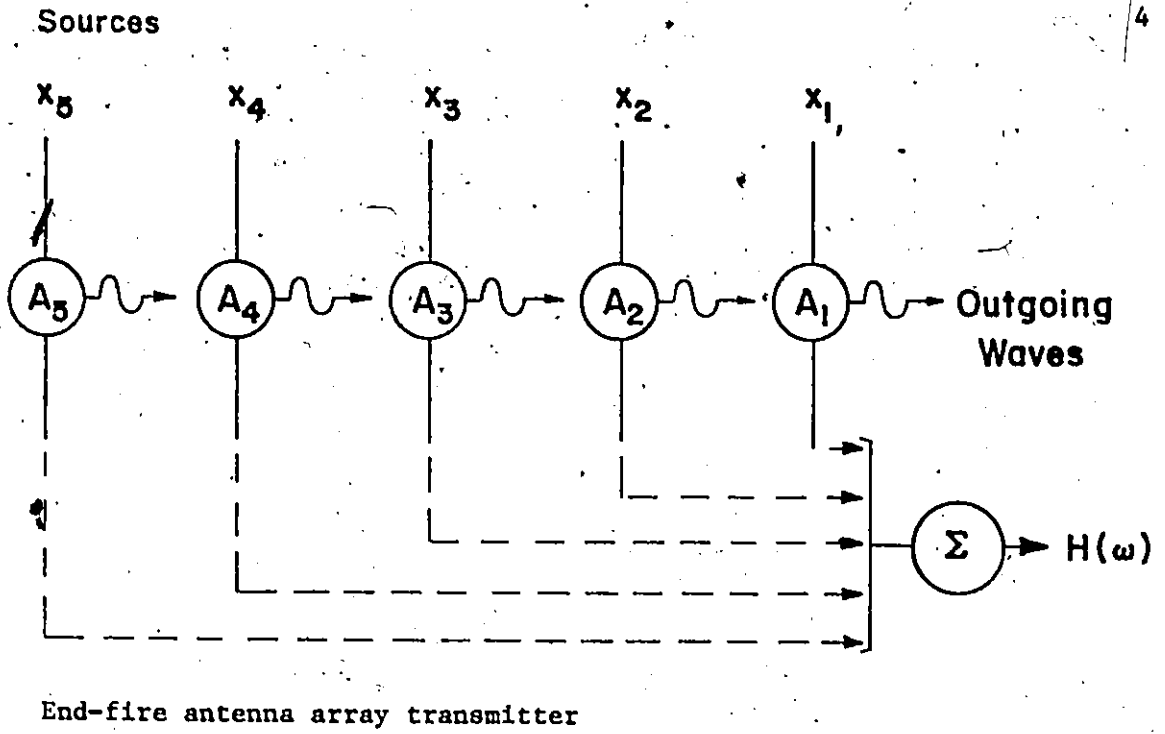 4
Sources
x₅ x₄ x₃ x₂ x₁,
A₅ A₄ A₃ A₂ A₁ Outgoing
Waves
Σ H(ω)
End-fire antenna array transmitter